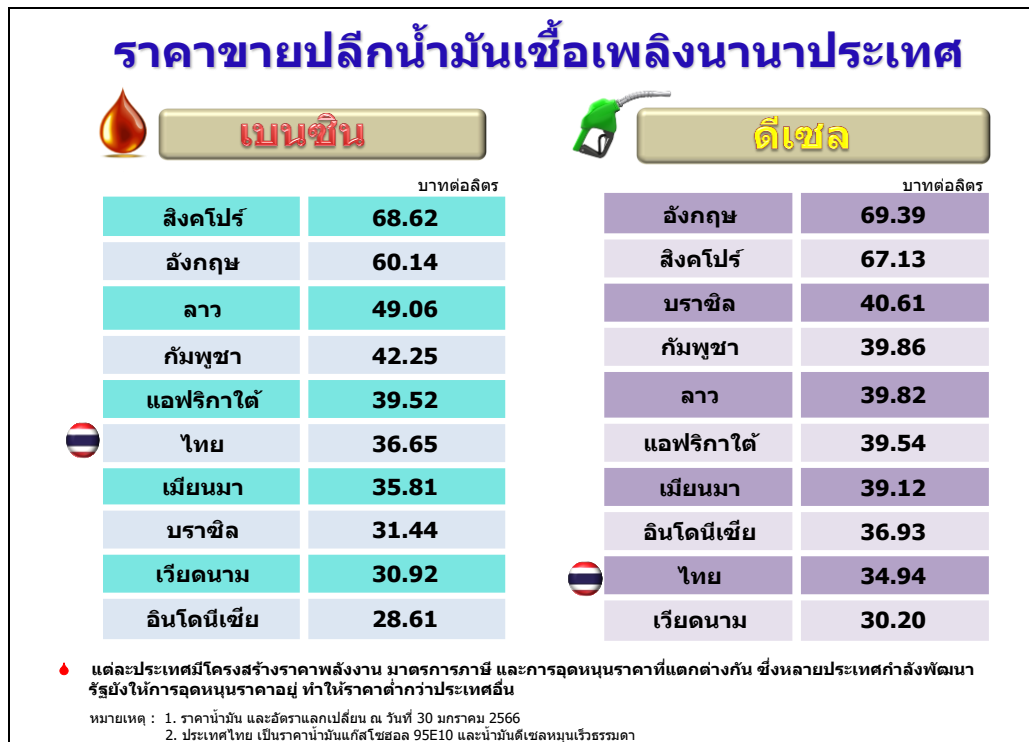 ราคาขายปลีกน้ำมันเชื้อเพลิงนานาประเทศ
เบนซิน
บาทต่อลิตร
สิงคโปร์ 68.62
อังกฤษ 60.14
ลาว 49.06
กัมพูชา 42.25
แอฟริกาใต้ 39.52
ไทย 36.65
เมียนมา 35.81
บราซิล 31.44
เวียดนาม 30.92
อินโดนีเซีย 28.61
ดีเซล
บาทต่อลิตร
อังกฤษ 69.39
สิงคโปร์ 67.13
บราซิล 40.61
กัมพูชา 39.86
ลาว 39.82
แอฟริกาใต้ 39.54
เมียนมา 39.12
อินโดนีเซีย 36.93
ไทย 34.94
เวียดนาม 30.20
แต่ละประเทศมีโครงสร้างราคาพลังงาน มาตรการภาษี และการอุดหนุนราคาที่แตกต่างกัน ซึ่งหลายประเทศกำลังพัฒนา
รัฐยังให้การอุดหนุนราคาอยู่ ทำให้ราคาต่ำกว่าประเทศอื่น
หมายเหตุ : 1. ราคาน้ำมัน และอัตราแลกเปลี่ยน ณ วันที่ 30 มกราคม 2566
2. ประเทศไทย เป็นราคาน้ำมันแก๊สโซฮอล 95E10 และน้ำมันดีเซลหมุนเร็วธรรมดา